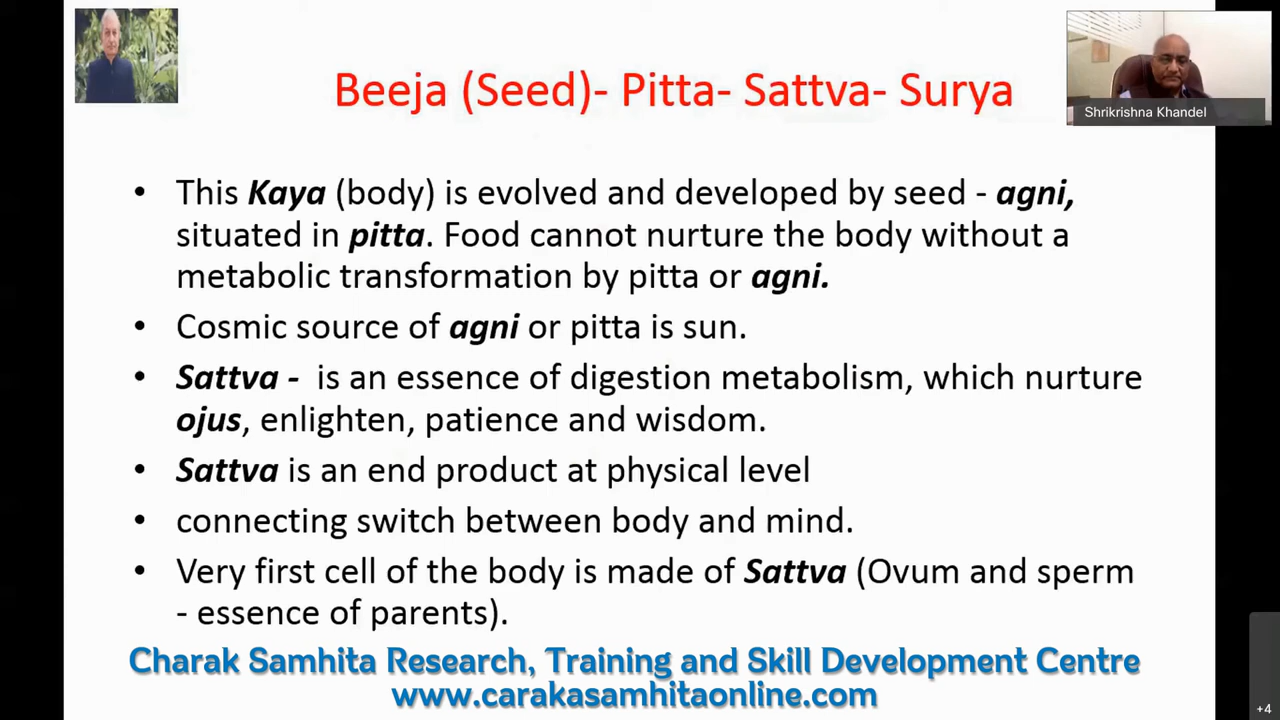 Beeja (Seed)- Pitta- Sattva- Surya
Shrikrishna Khandel
• This Kaya (body) is evolved and developed by seed - agni,
situated in pitta. Food cannot nurture the body without a
metabolic transformation by pitta or agni.
• Cosmic source of agni or pitta is sun.
• Sattva - is an essence of digestion metabolism, which nurture
ojus, enlighten, patience and wisdom.
• Sattva is an end product at physical level
• connecting switch between body and mind.
• Very first cell of the body is made of Sattva (Ovum and sperm
- essence of parents).
Charak Samhita Research, Training and Skill Development Centre
www.carakasamhitaonline.com
+4